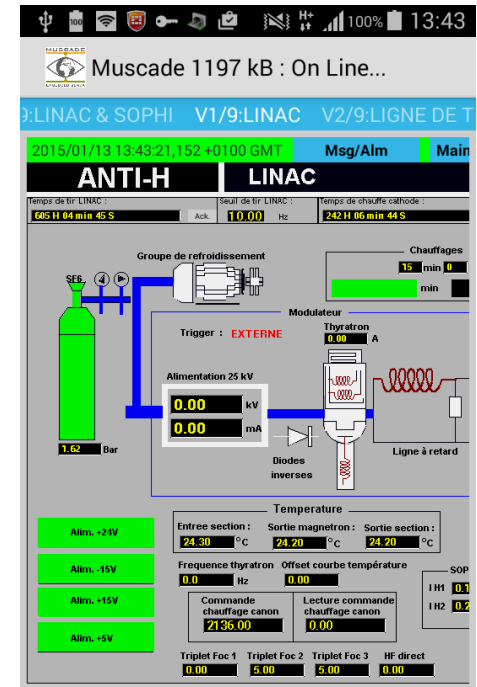 100 H+ 100% 13:43
MUSCADE
Muscade 1197 kB : On Line...
9:LINAC & SOPHI V1/9:LINAC V2/9:LIGNE DE T
2015/01/13 13:43:21,152 +0100 GMT Msg/Alm Main
ANTI-H LINAC
Temps de tir LINAC : Seuil de tir LINAC : Temps de chauffe cathode :
605 H 04 min 45 S Ack. 10.00 Hz 242 H 06 min 44 S
Chauffages
Groupe de refroidissement
15 min 0
min
SF6
Modulateur
Trigger : EXTERNE
Thyratron
0.00 A
Alimentation 25 kV
0.00 kV
0.00 mA
1.62 Bar
Diodes
inverses
Ligne à retard
Temperature
Entree section : Sortie magnetron : Sortie section :
24.30 °C 24.20 °C 24.20 °C
Alim. +24V
Alim. -15V
Alim. +15V
Alim. +5V
Frequence thyratron Offset courbe température
0.0 Hz 0.00
SOP
I H1 0.1
I H2 0.2
Commande
chauffage canon
2136.00
Lecture commande
chauffage canon
0.00
Triplet Foc 1 Triplet Foc 2 Triplet Foc 3 HF direct
0.00 5.00 5.00 0.00